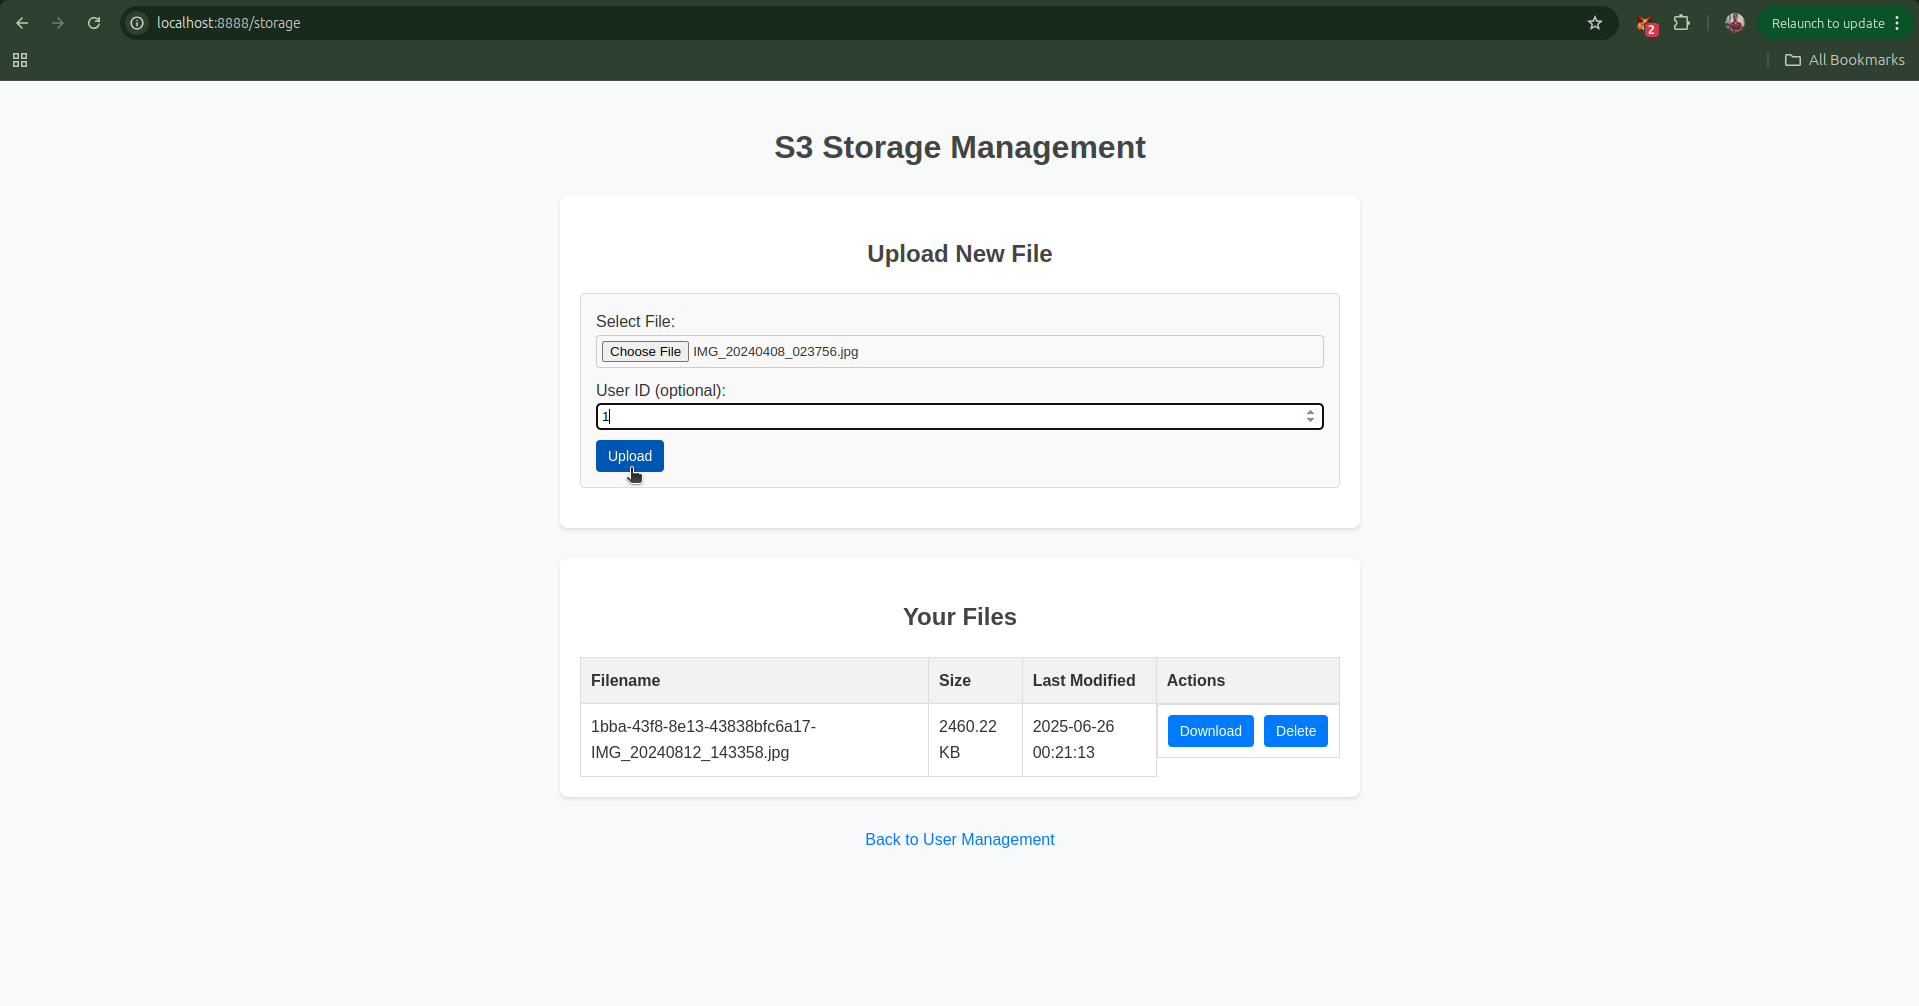 localhost:8888/storage
2
Relaunch to update
All Bookmarks
S3 Storage Management
Upload New File
Select File:
Choose File IMG_20240408_023756.jpg
User ID (optional):
1
Upload
Your Files
Filename Size Last Modified Actions
1bba-43f8-8e13-43838bfc6a17- 2460.22 2025-06-26 Download Delete
IMG_20240812_143358.jpg KB 00:21:13
Back to User Management